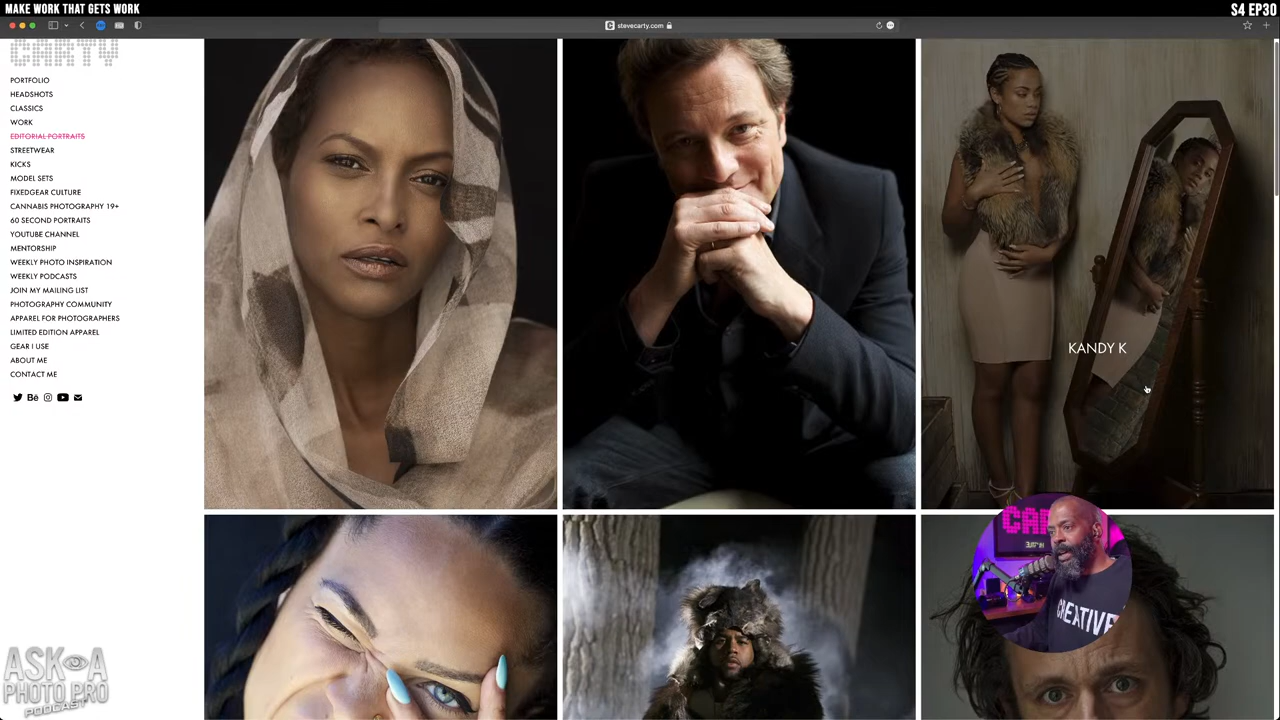 MAKE WORK THAT GETS WORK
S4 EP30
stevecarty.com
CARTY
PORTFOLIO
HEADSHOTS
CLASSICS
WORK
EDITORIAL PORTRAITS
STREETWEAR
KICKS
MODEL SETS
FIXEDGEAR CULTURE
CANNABIS PHOTOGRAPHY 19+
60 SECOND PORTRAITS
YOUTUBE CHANNEL
MENTORSHIP
WEEKLY PHOTO INSPIRATION
WEEKLY PODCASTS
JOIN MY MAILING LIST
PHOTOGRAPHY COMMUNITY
APPAREL FOR PHOTOGRAPHERS
LIMITED EDITION APPAREL
GEAR I USE
ABOUT ME
CONTACT ME
Bē
KANDY K
CAR
CREATIVE
ASK A
PHOTO PRO
PODCAST